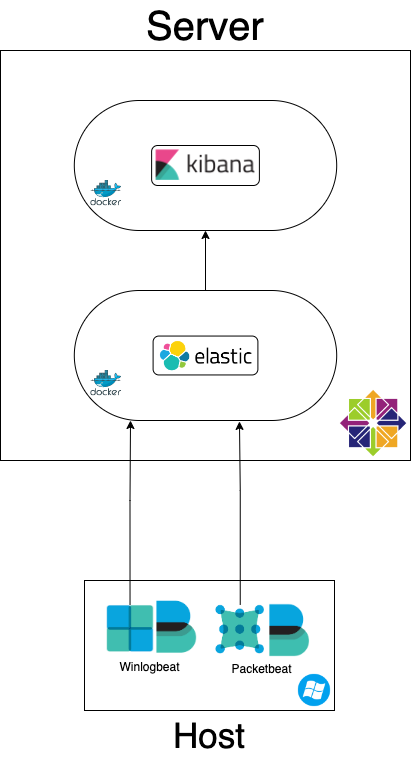 Server
kibana
docker
elastic
docker
Winlogbeat
Packetbeat
Host